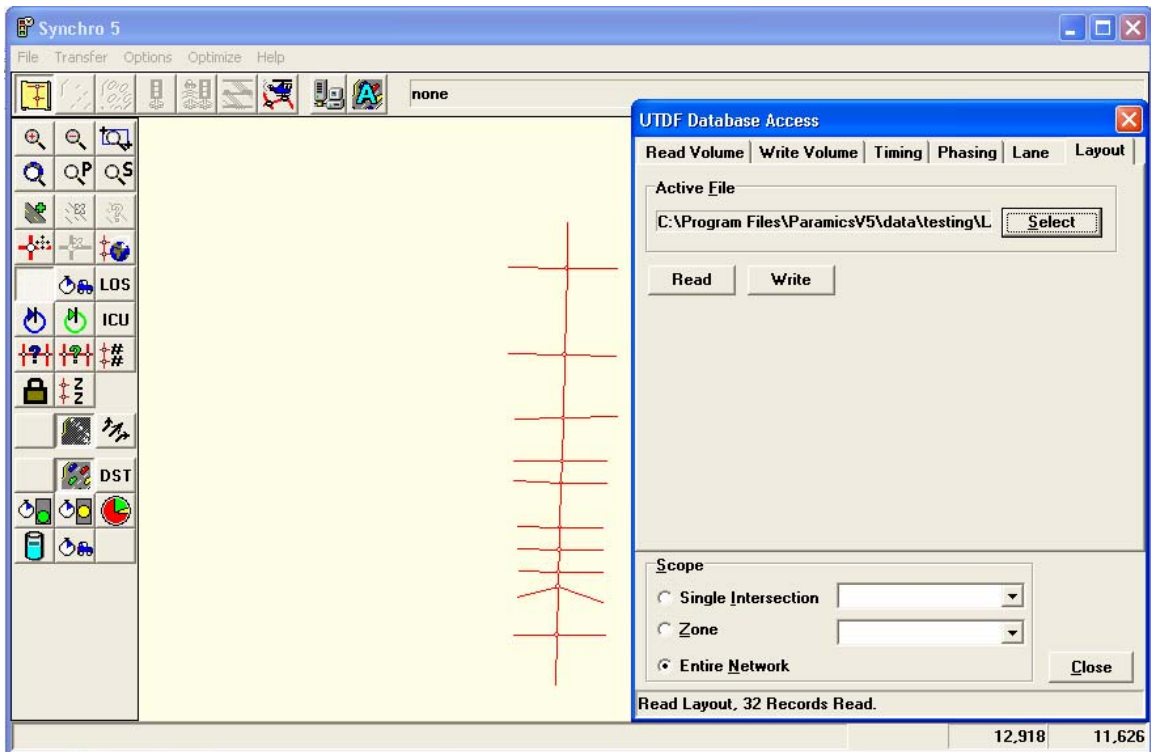 Synchro 5
File Transfer Options Optimize Help
none
P S
LOS
ICU
? ? # #
Z Z
DST
UTDF Database Access
Read Volume Write Volume Timing Phasing Lane Layout
Active File
C:\Program Files\ParamicsV5\data\testing\L Select
Read Write
Scope
Single Intersection
Zone
Entire Network
Close
Read Layout, 32 Records Read.
12,918 11,626